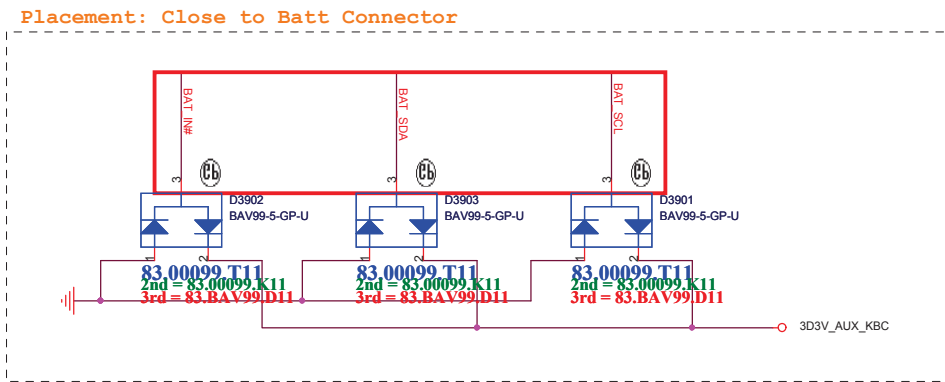 Placement: Close to Batt Connector
BAT_IN#
BAT_SDA
BAT_SCL
3
3
3
D3902
BAV99-5-GP-U
D3903
BAV99-5-GP-U
D3901
BAV99-5-GP-U
1
2
1
2
1
2
83.00099.T11
2nd = 83.00099.K11
3rd = 83.BAV99.D11
83.00099.T11
2nd = 83.00099.K11
3rd = 83.BAV99.D11
83.00099.T11
2nd = 83.00099.K11
3rd = 83.BAV99.D11
3D3V_AUX_KBC